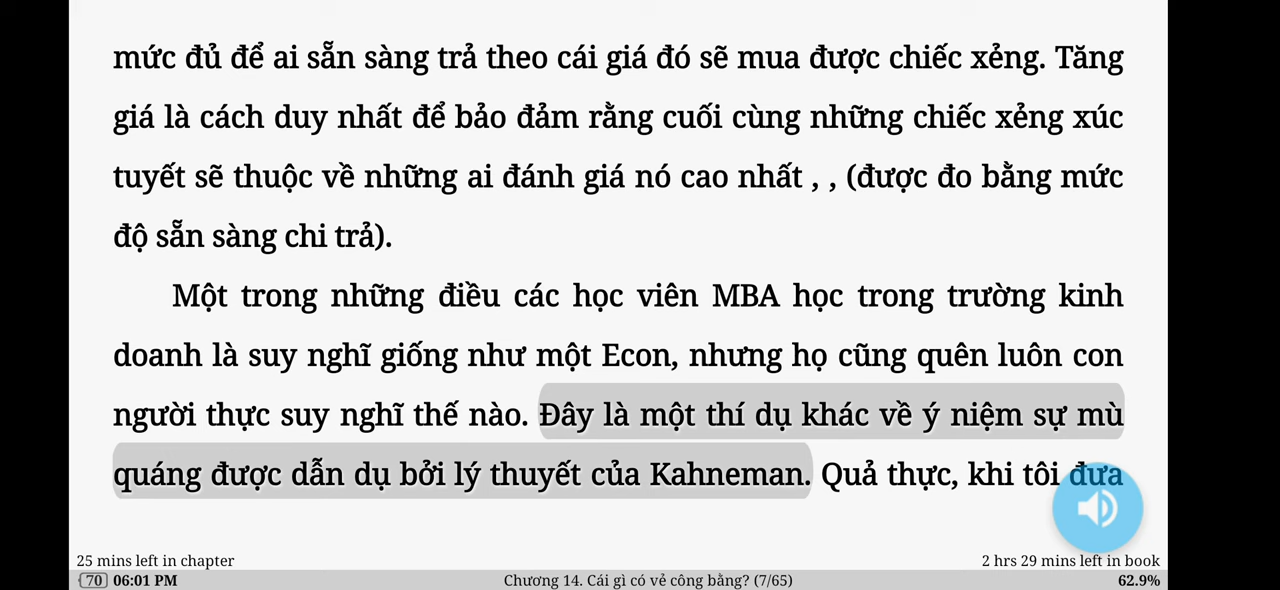 mức đủ để ai sẵn sàng trả theo cái giá đó sẽ mua được chiếc xẻng. Tăng
giá là cách duy nhất để bảo đảm rằng cuối cùng những chiếc xẻng xúc
tuyết sẽ thuộc về những ai đánh giá nó cao nhất , , (được đo bằng mức
độ sẵn sàng chi trả).
Một trong những điều các học viên MBA học trong trường kinh
doanh là suy nghĩ giống như một Econ, nhưng họ cũng quên luôn con
người thực suy nghĩ thế nào. Đây là một thí dụ khác về ý niệm sự mù
quáng được dẫn dụ bởi lý thuyết của Kahneman. Quả thực, khi tôi đưa
25 mins left in chapter 2 hrs 29 mins left in book
70 06:01 PM Chương 14. Cái gì có vẻ công bằng? (7/65) 62.9%